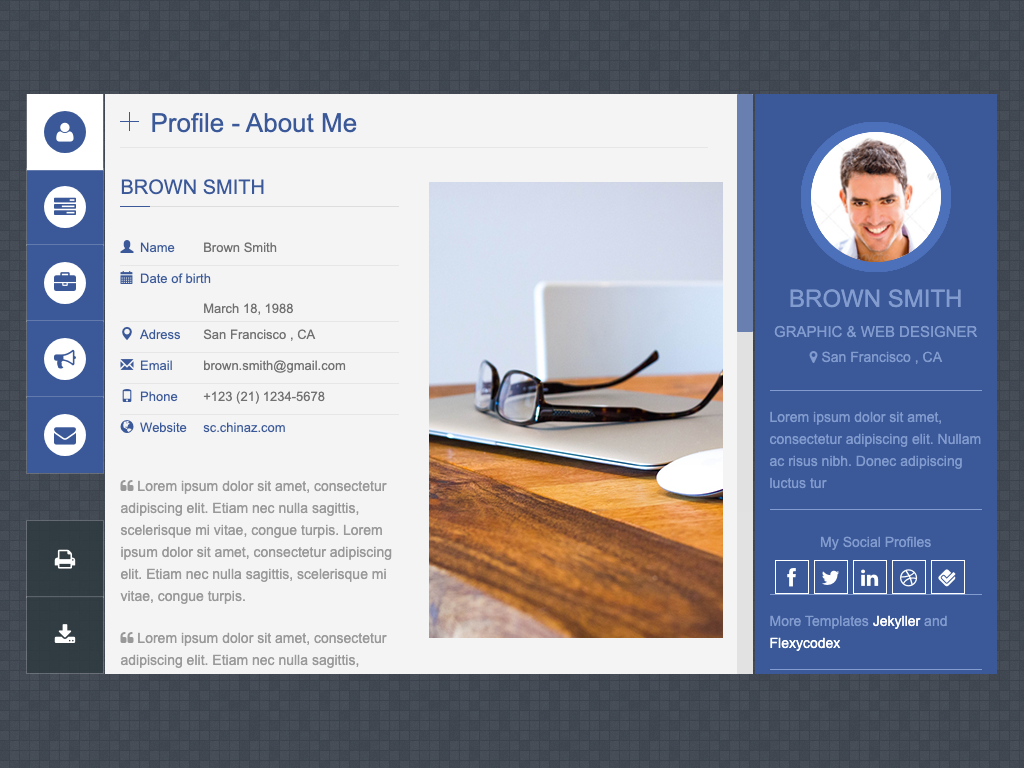 Profile - About Me
BROWN SMITH
Name Brown Smith
Date of birth
March 18, 1988
Adress San Francisco , CA
Email brown.smith@gmail.com
Phone +123 (21) 1234-5678
Website sc.chinaz.com
Lorem ipsum dolor sit amet, consectetur
adipiscing elit. Etiam nec nulla sagittis,
scelerisque mi vitae, congue turpis. Lorem
ipsum dolor sit amet, consectetur adipiscing
elit. Etiam nec nulla sagittis, scelerisque mi
vitae, congue turpis.
Lorem ipsum dolor sit amet, consectetur
adipiscing elit. Etiam nec nulla sagittis,
BROWN SMITH
GRAPHIC & WEB DESIGNER
San Francisco , CA
Lorem ipsum dolor sit amet,
consectetur adipiscing elit. Nullam
ac risus nibh. Donec adipiscing
luctus tur
My Social Profiles
More Templates Jekyller and
Flexycodex